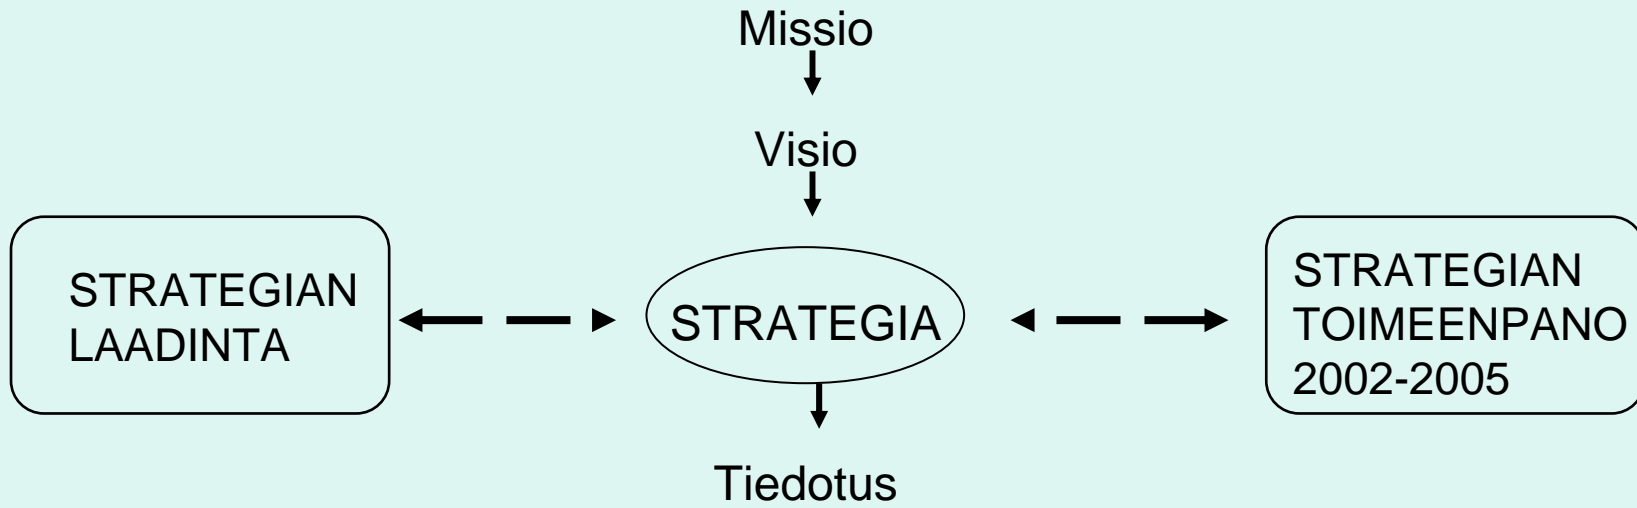 Missio
Visio
STRATEGIAN
LAADINTA
STRATEGIA
STRATEGIAN
TOIMEENPANO
2002-2005
Tiedotus